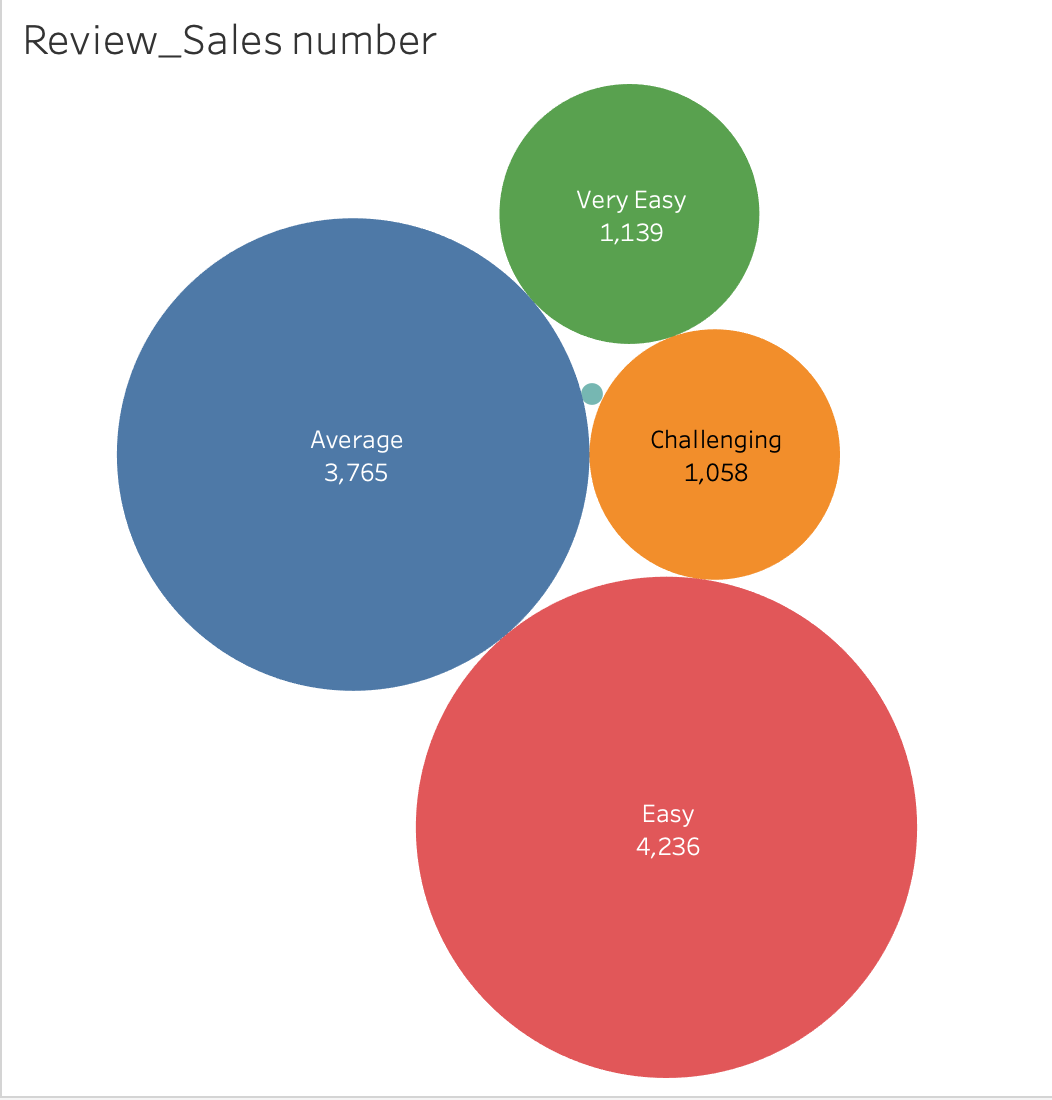 Review_Sales number
Very Easy
1,139
Average
3,765
Challenging
1,058
Easy
4,236